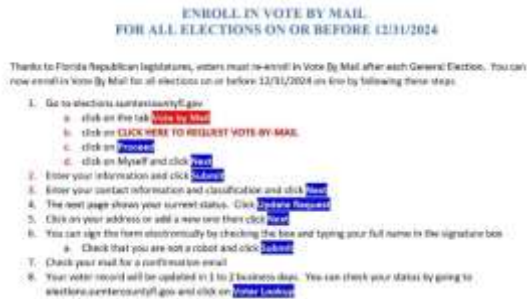 ENROLL IN VOTE BY MAIL
FOR ALL ELECTIONS ON OR BEFORE 12/31/2024
Thanks to Florida Republican legislatures, voters must re-enroll in Vote By Mail after each General Election. You can
now enroll in Vote By Mail for all elections on or before 12/31/2024 on line by following these steps
1. Go to elections.sumtercountyfl.gov
a. click on the tab Vote by Mail
b. click on CLICK HERE TO REQUEST VOTE-BY-MAIL
c. click on Proceed
d. click on Myself and click Next
2. Enter your information and click Submit
3. Enter your contact information and classification and click Next
4. The next page shows your current status. Click Update Request
5. Click on your address or add a new one then click Next
6. You can sign the form electronically by checking the box and typing your full name in the signature box
a. Check that you are not a robot and click Submit
7. Check your mail for a confirmation email
8. Your voter record will be updated in 1 to 2 business days. You can check your status by going to
elections.sumtercountyfl.gov and click on Voter Lookup